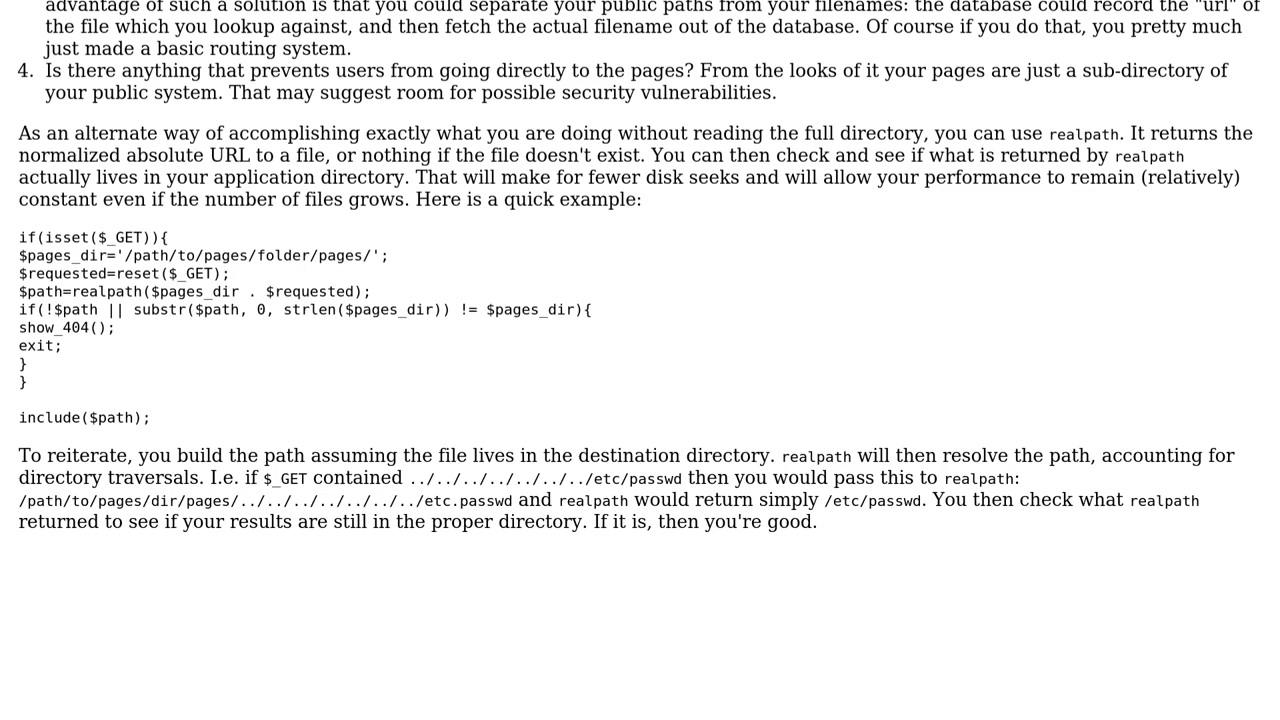 advantage of such a solution is that you could separate your public paths from your filenames: the database could record the "url" of
the file which you lookup against, and then fetch the actual filename out of the database. Of course if you do that, you pretty much
just made a basic routing system.
4. Is there anything that prevents users from going directly to the pages? From the looks of it your pages are just a sub-directory of
your public system. That may suggest room for possible security vulnerabilities.
As an alternate way of accomplishing exactly what you are doing without reading the full directory, you can use realpath. It returns the
normalized absolute URL to a file, or nothing if the file doesn't exist. You can then check and see if what is returned by realpath
actually lives in your application directory. That will make for fewer disk seeks and will allow your performance to remain (relatively)
constant even if the number of files grows. Here is a quick example:
if(isset($_GET)){
$pages_dir='/path/to/pages/folder/pages/';
$requested=reset($_GET);
$path=realpath($pages_dir . $requested);
if(!$path || substr($path, 0, strlen($pages_dir)) != $pages_dir){
show_404();
exit;
}
}
include($path);
To reiterate, you build the path assuming the file lives in the destination directory. realpath will then resolve the path, accounting for
directory traversals. I.e. if $_GET contained ../../../../../../../etc/passwd then you would pass this to realpath:
/path/to/pages/dir/pages/../../../../../../../etc.passwd and realpath would return simply /etc/passwd. You then check what realpath
returned to see if your results are still in the proper directory. If it is, then you're good.